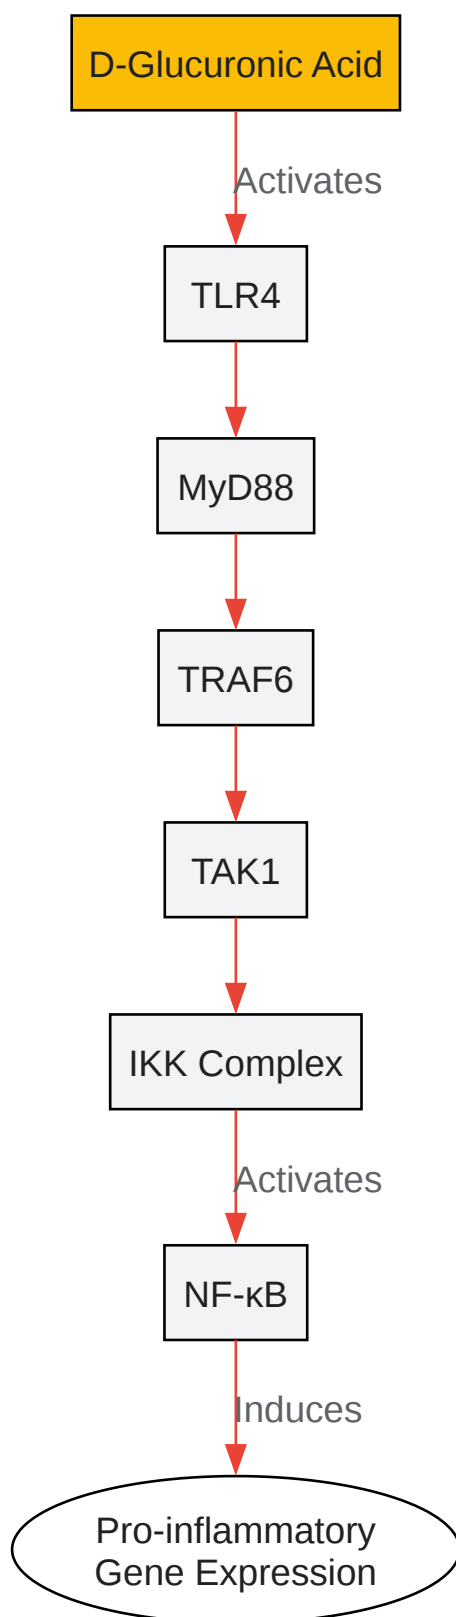 D-Glucuronic Acid
Activates
TLR4
MyD88
TRAF6
TAK1
IKK Complex
Activates
NF-κB
Induces
Pro-inflammatory
Gene Expression